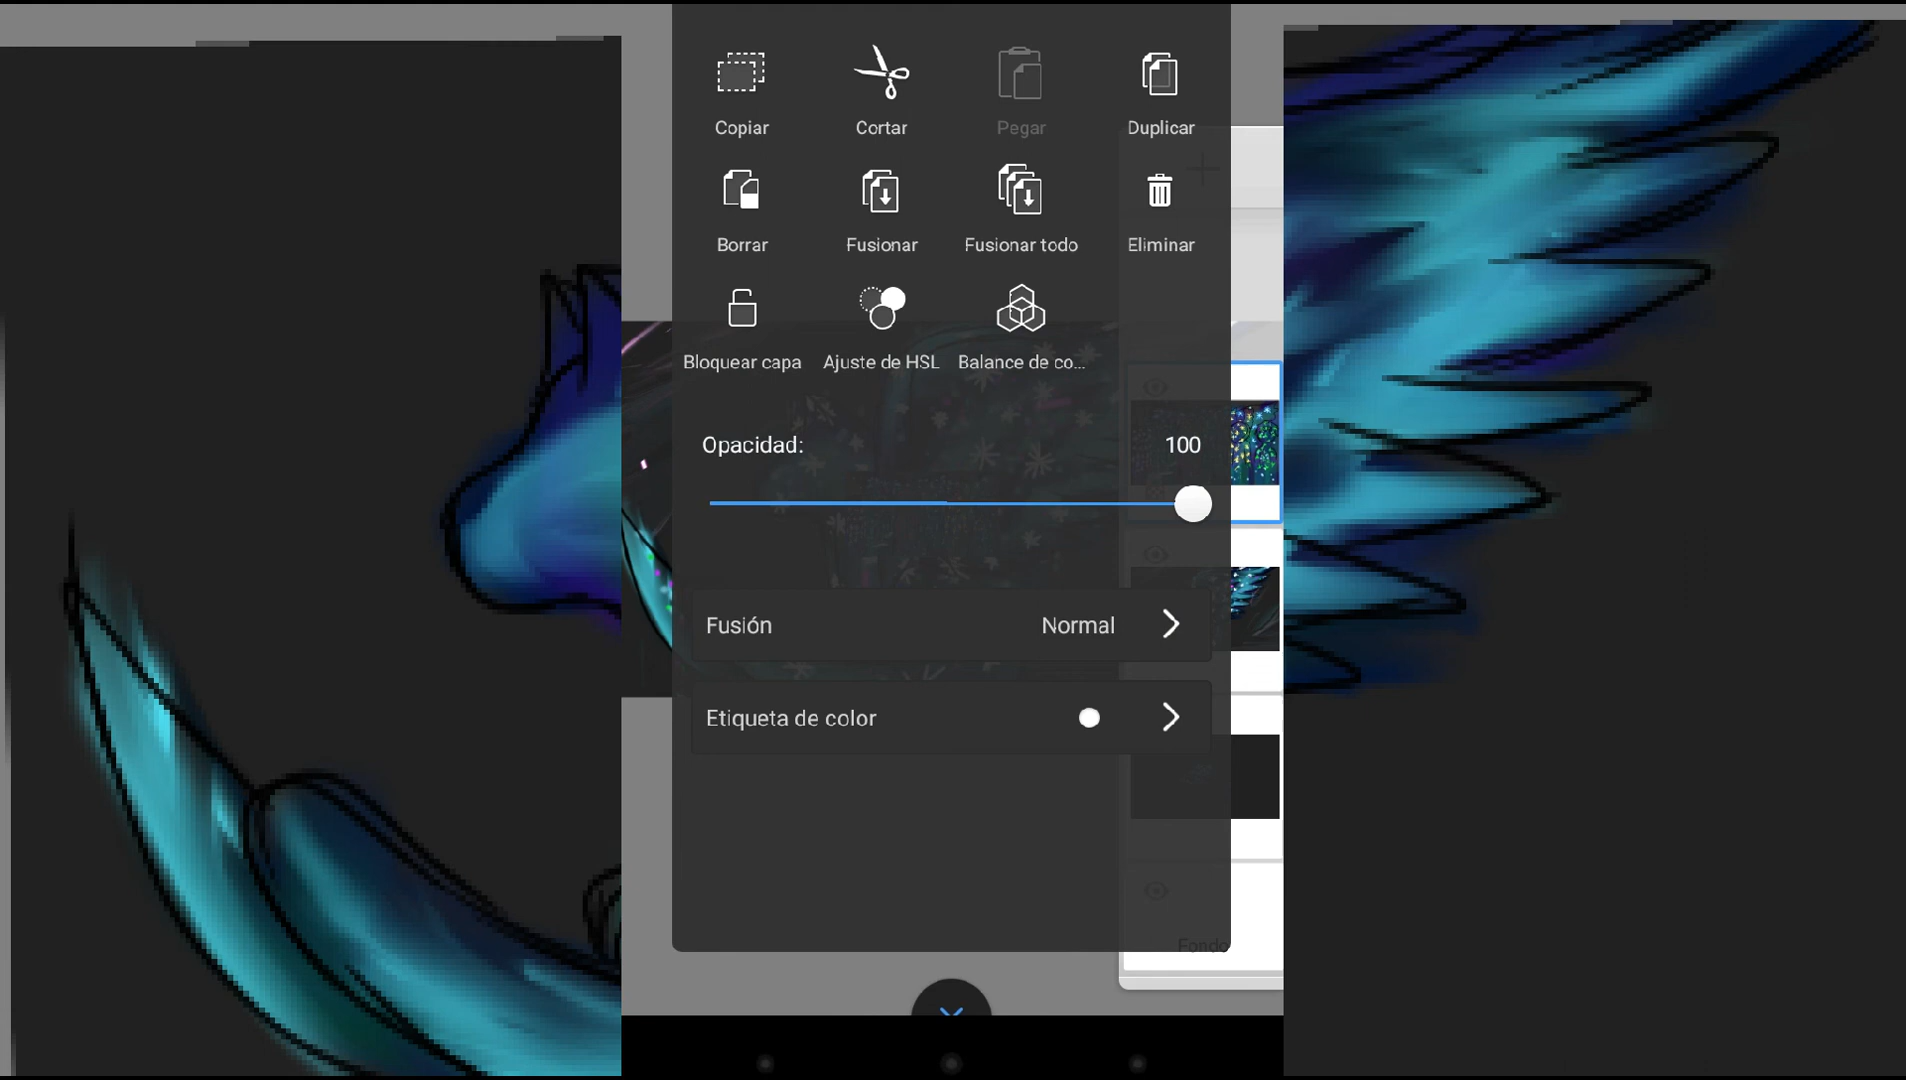 Copiar
Cortar
Pegar
Duplicar
Borrar
Fusionar
Fusionar todo
Eliminar
Bloquear capa
Ajuste de HSL
Balance de co...
Opacidad:
100
Fusión
Normal
Etiqueta de color
Fondo